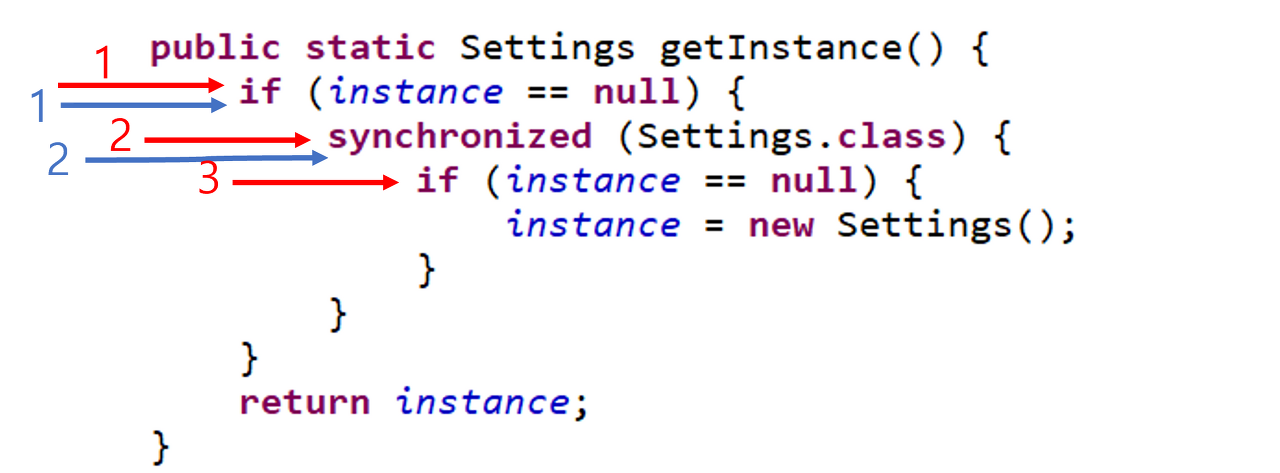 public static Settings getInstance() {
1
if (instance == null) {
1
2
synchronized (Settings.class) {
2
3
if (instance == null) {
instance = new Settings();
}
}
}
return instance;
}